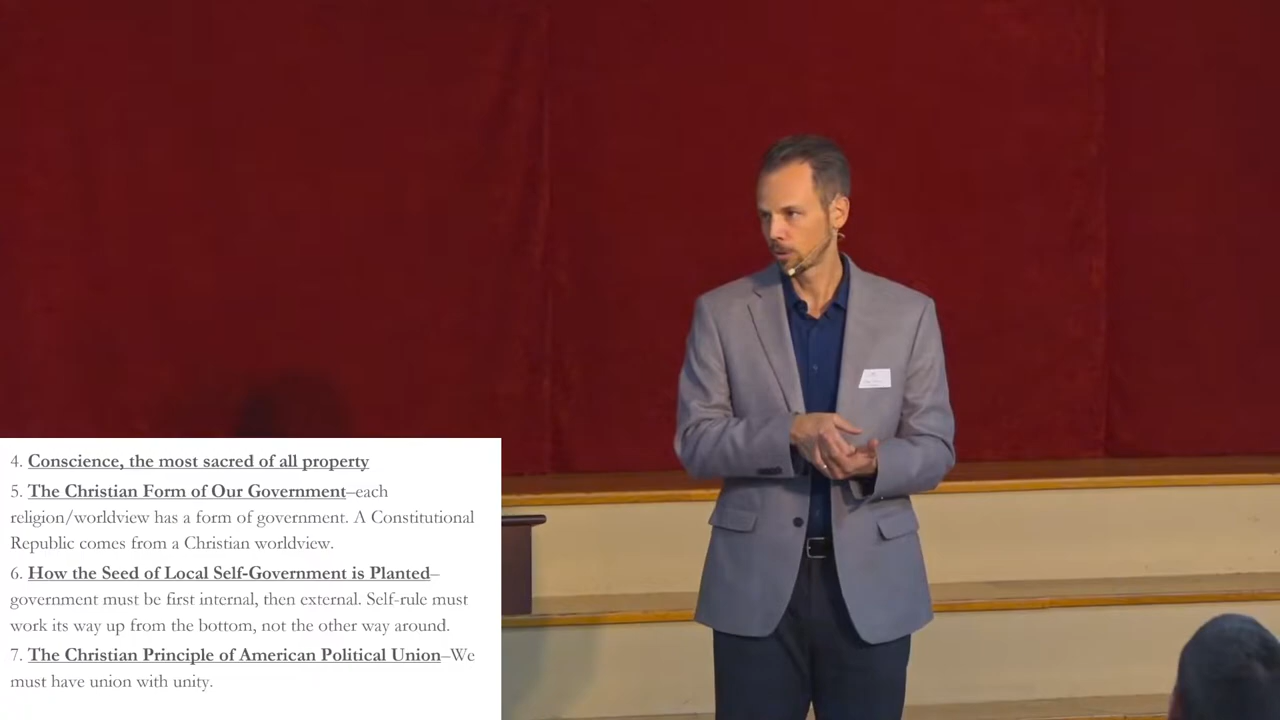 4. Conscience, the most sacred of all property
5. The Christian Form of Our Government–each
religion/worldview has a form of government. A Constitutional
Republic comes from a Christian worldview.
6. How the Seed of Local Self-Government is Planted–
government must be first internal, then external. Self-rule must
work its way up from the bottom, not the other way around.
7. The Christian Principle of American Political Union–We
must have union with unity.